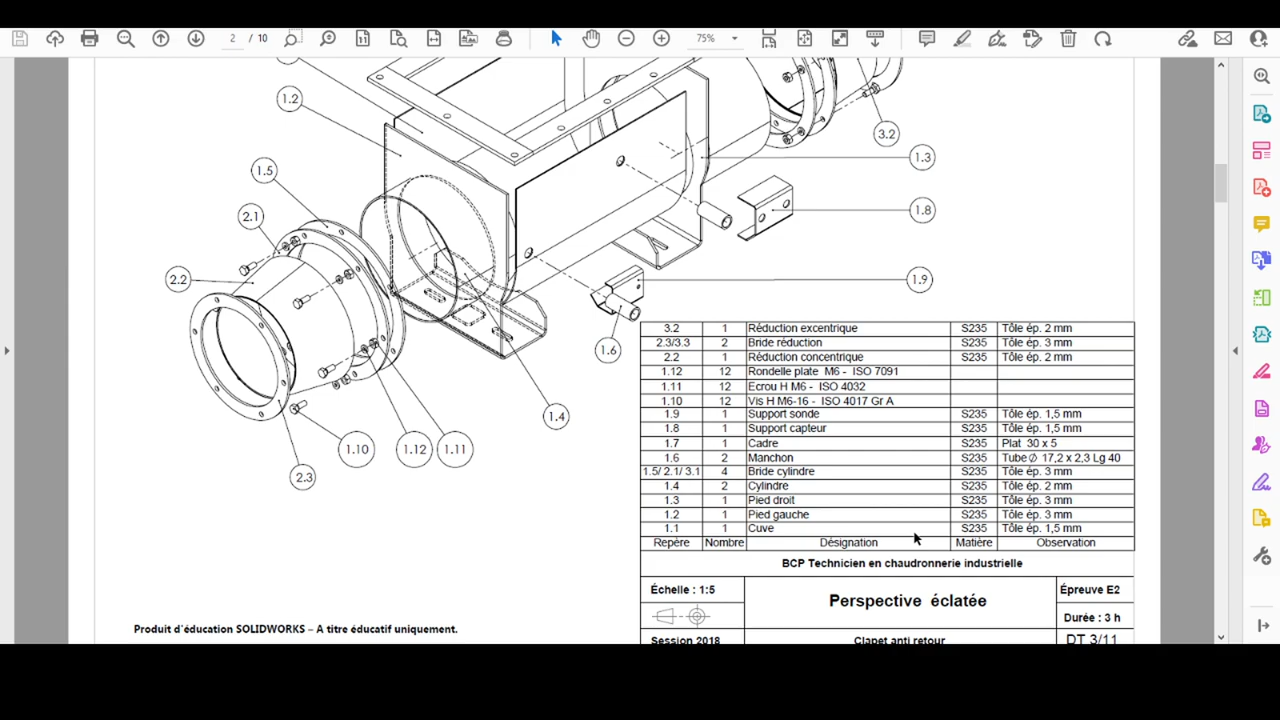 2 / 10
75%
1.2
3.2
1.3
1.5
1.8
2.1
2.2
1.9
1.6
1.4
1.10
1.12
1.11
2.3
3.2 1 Réduction excentrique S235 Tôle ép. 2 mm
2.3/3.3 2 Bride réduction S235 Tôle ép. 3 mm
2.2 1 Réduction concentrique S235 Tôle ép. 2 mm
1.12 12 Rondelle plate M6 - ISO 7091
1.11 12 Ecrou H M6 - ISO 4032
1.10 12 Vis H M6-16 - ISO 4017 Gr A
1.9 1 Support sonde S235 Tôle ép. 1,5 mm
1.8 1 Support capteur S235 Tôle ép. 1,5 mm
1.7 1 Cadre S235 Plat 30 x 5
1.6 2 Manchon S235 Tube ∅ 17,2 x 2,3 Lg 40
1.5/ 2.1/ 3.1 4 Bride cylindre S235 Tôle ép. 3 mm
1.4 2 Cylindre S235 Tôle ép. 2 mm
1.3 1 Pied droit S235 Tôle ép. 3 mm
1.2 1 Pied gauche S235 Tôle ép. 3 mm
1.1 1 Cuve S235 Tôle ép. 1,5 mm
Repère Nombre Désignation Matière Observation
BCP Technicien en chaudronnerie industrielle
Échelle : 1:5
Perspective éclatée
Épreuve E2
Durée : 3 h
Produit d'éducation SOLIDWORKS – A titre éducatif uniquement.
Session 2018 Clapet anti retour DT 3/11